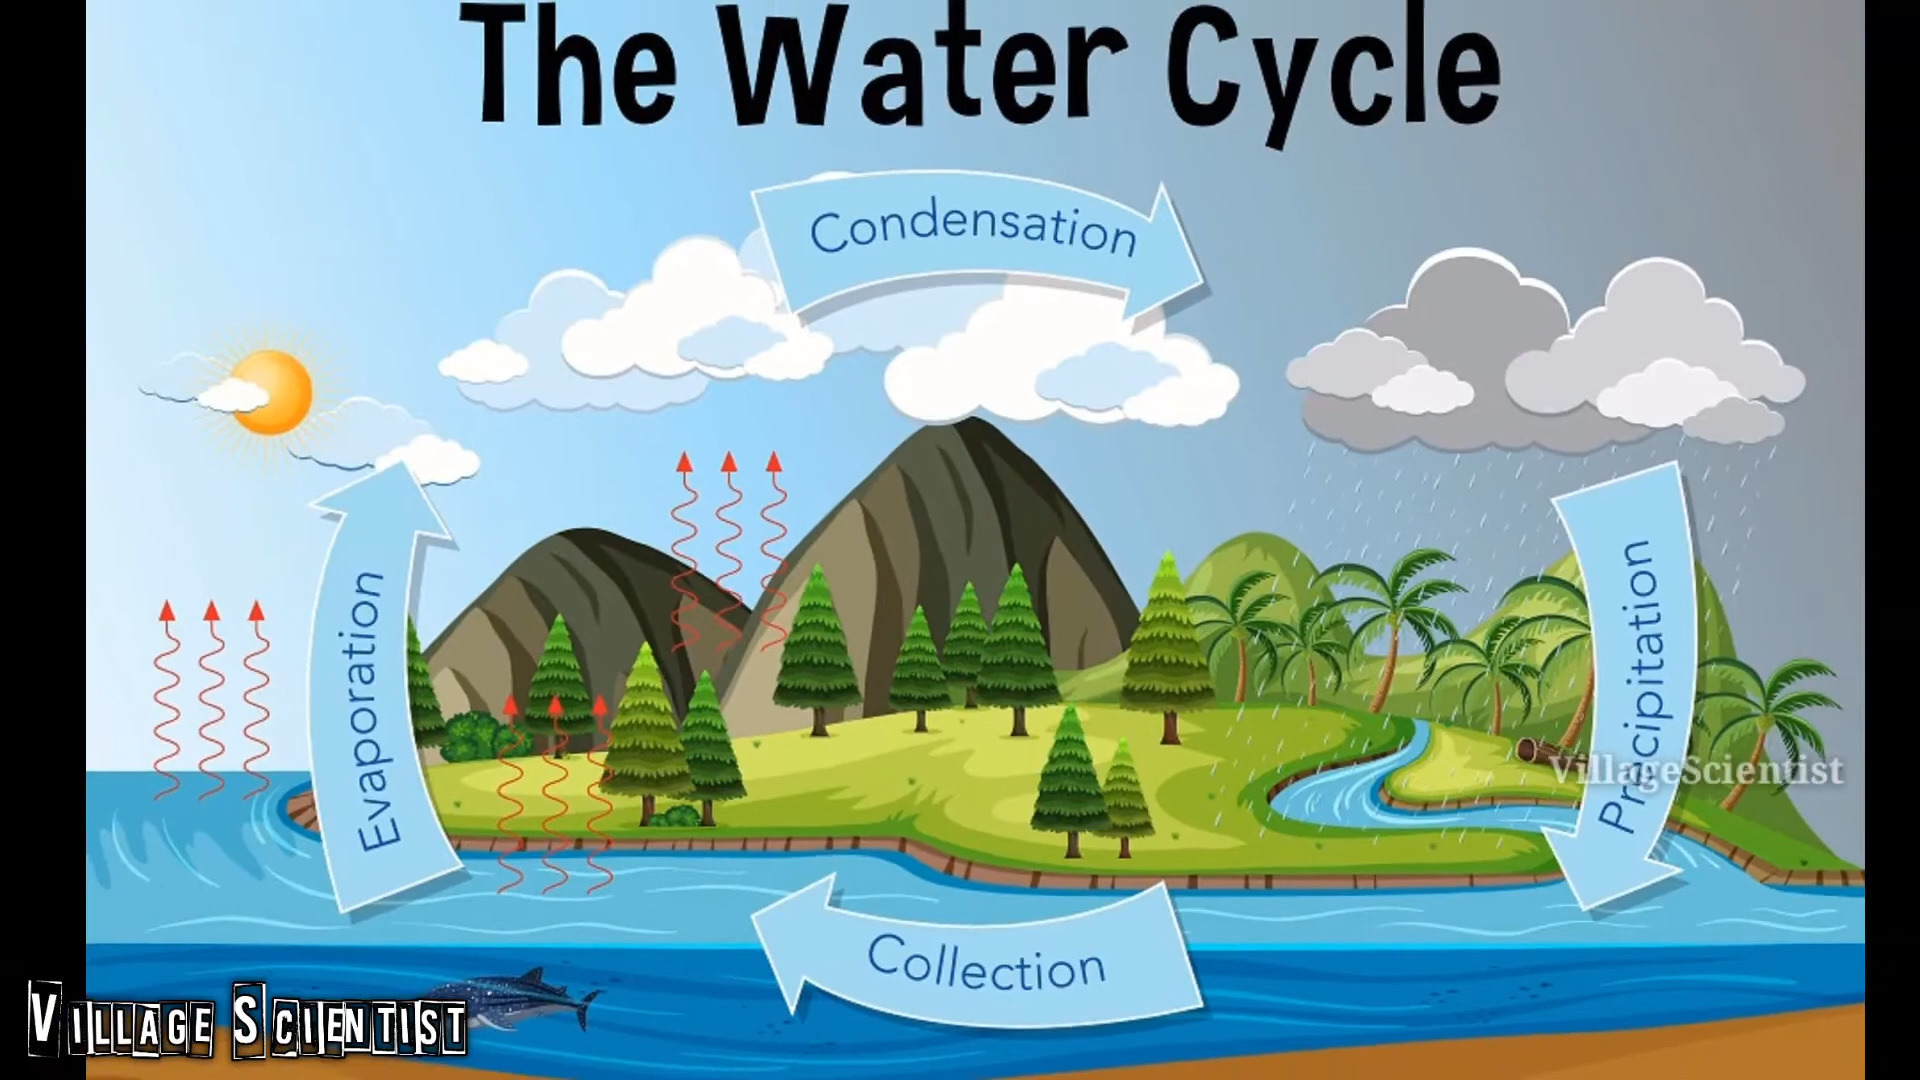 The Water Cycle
Condensation
Evaporation
Precipitation
VillageScientist
Collection
Village Scientist